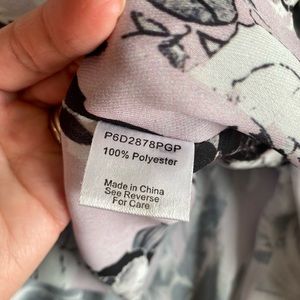 P6D2878PGP
100% Polyester
Made in China
See Reverse
For Care